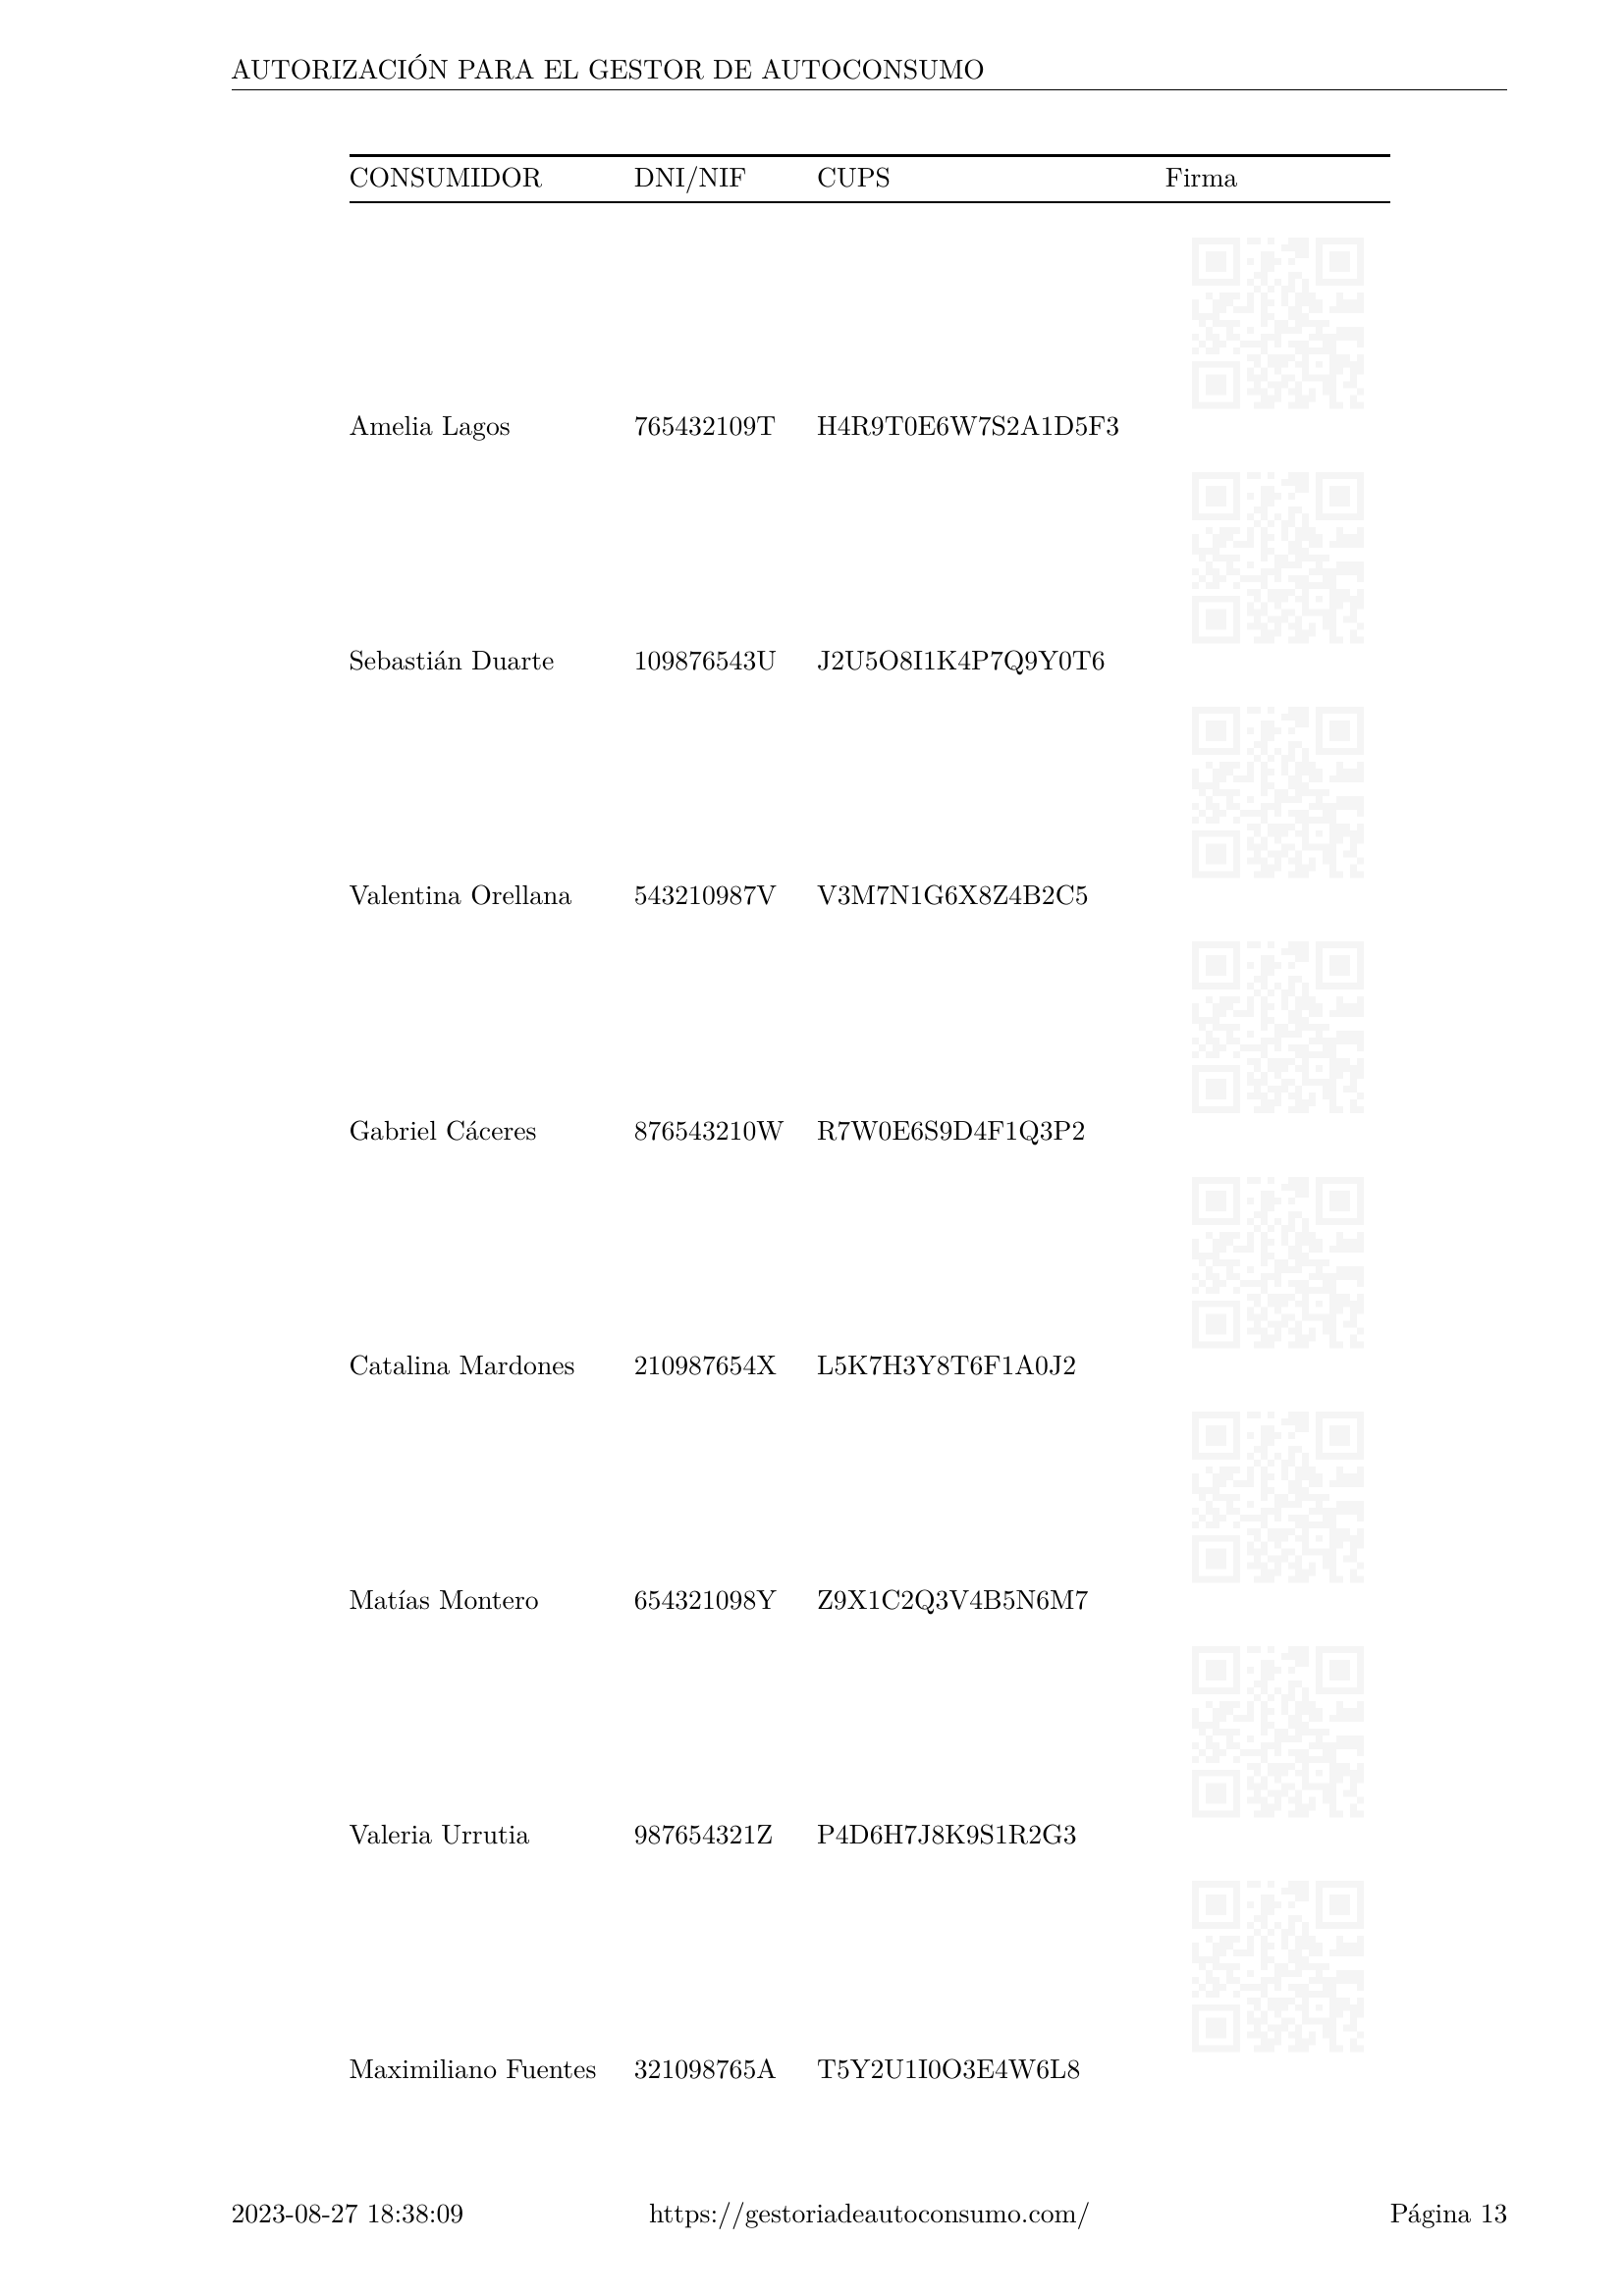 AUTORIZACIÓN PARA EL GESTOR DE AUTOCONSUMO
CONSUMIDOR DNI/NIF CUPS Firma
Amelia Lagos 765432109T H4R9T0E6W7S2A1D5F3
Sebastián Duarte 109876543U J2U5O8I1K4P7Q9Y0T6
Valentina Orellana 543210987V V3M7N1G6X8Z4B2C5
Gabriel Cáceres 876543210W R7W0E6S9D4F1Q3P2
Catalina Mardones 210987654X L5K7H3Y8T6F1A0J2
Matías Montero 654321098Y Z9X1C2Q3V4B5N6M7
Valeria Urrutia 987654321Z P4D6H7J8K9S1R2G3
Maximiliano Fuentes 321098765A T5Y2U1I0O3E4W6L8
2023-08-27 18:38:09 https://gestoriadeautoconsumo.com/ Página 13